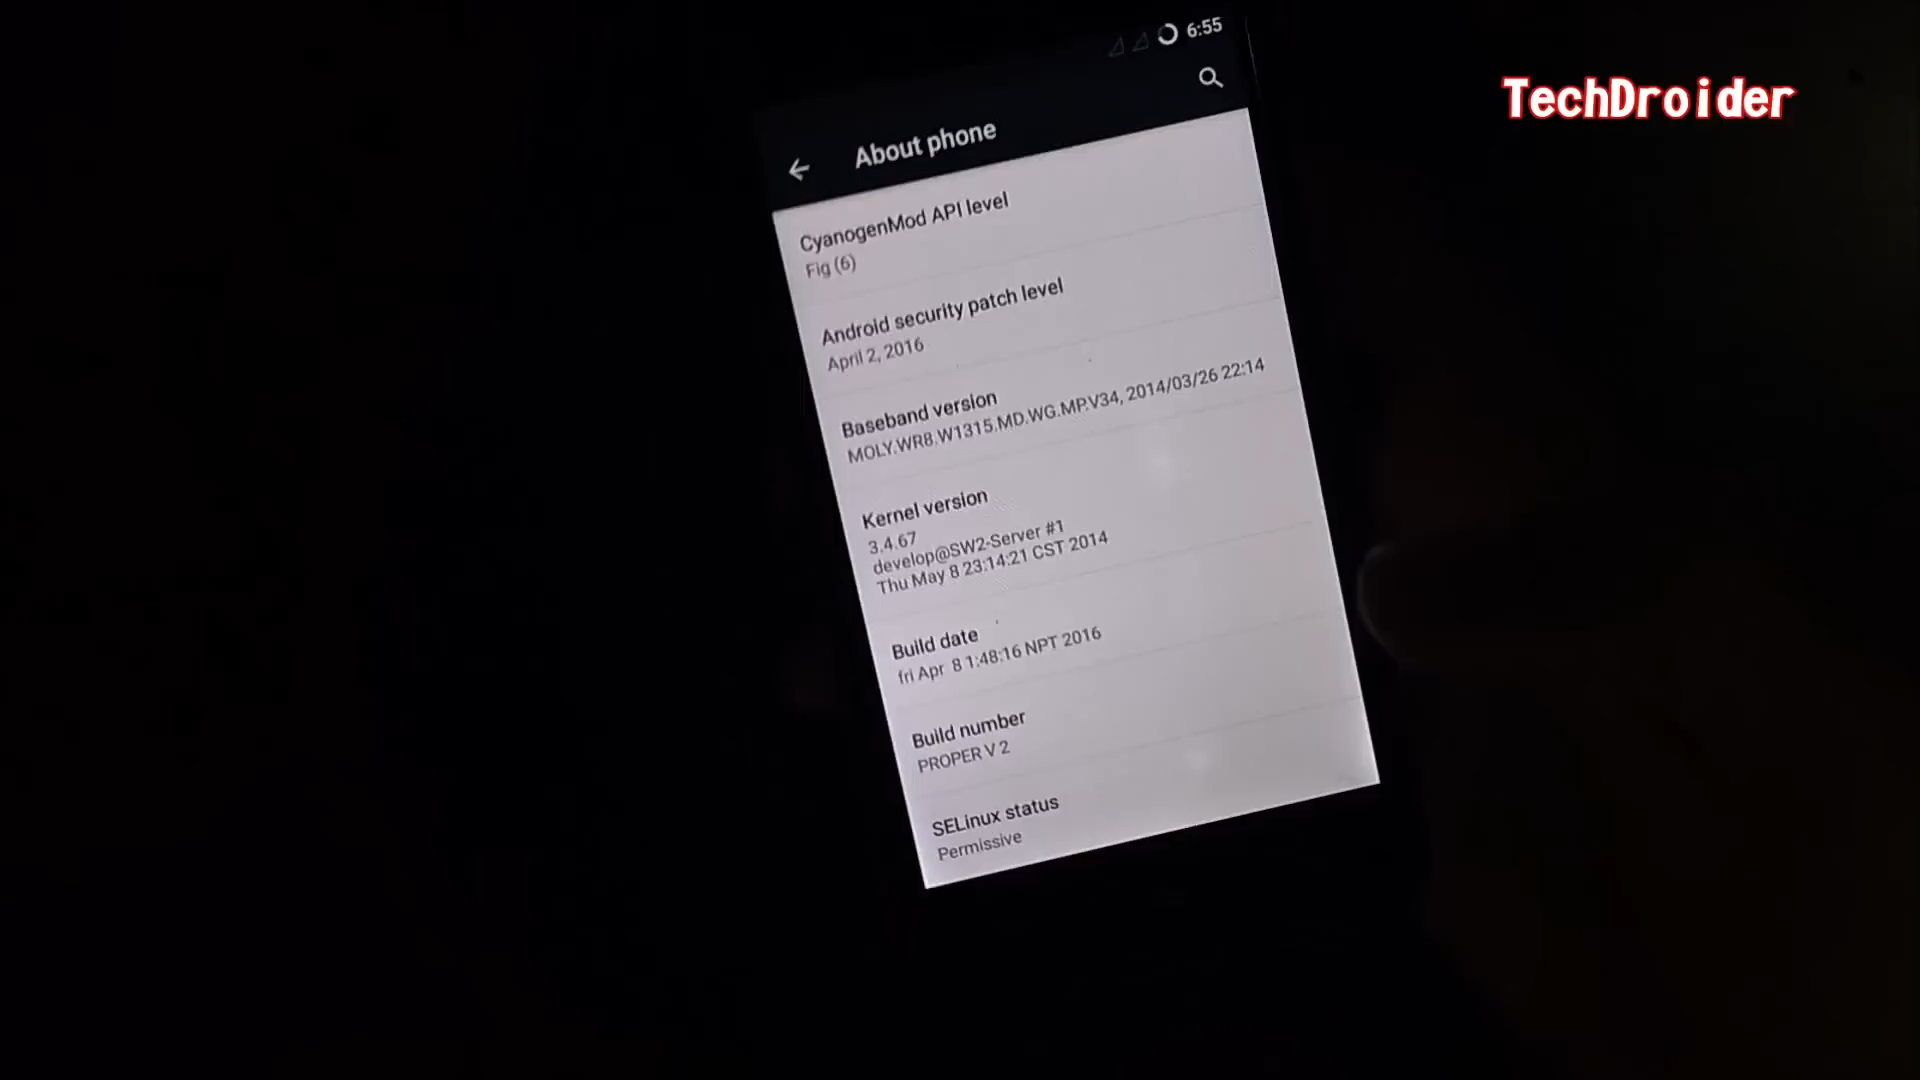 6:55
TechDroider
About phone
CyanogenMod API level
Fig (6)
Android security patch level
April 2, 2016
Baseband version
MOLY.WR8.W1315.MD.WG.MP.V34, 2014/03/26 22:14
Kernel version
3.4.67
develop@SW2-Server #1
Thu May 8 23:14:21 CST 2014
Build date
fri Apr 8 1:48:16 NPT 2016
Build number
PROPER V 2
SELinux status
Permissive